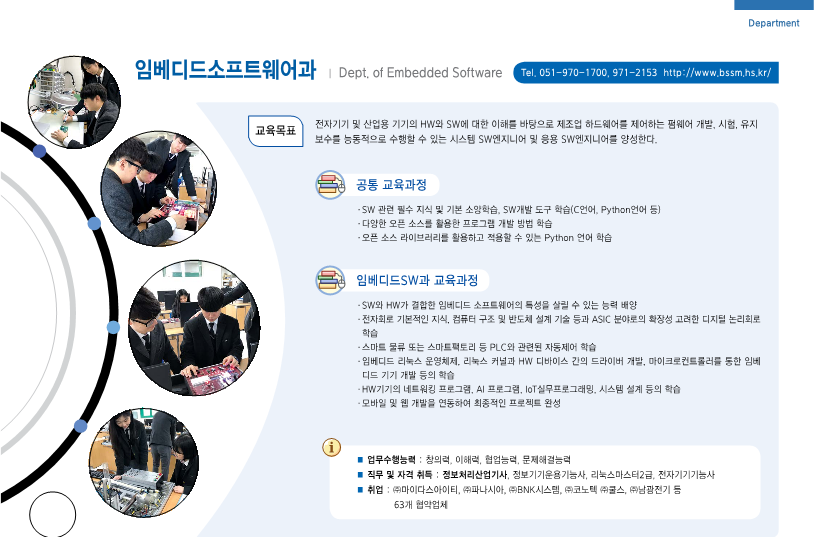 Department
임베디드소프트웨어과 | Dept. of Embedded Software Tel. 051-970-1700, 971-2153 http://www.bssm.hs.kr/
교육목표
전자기기 및 산업용 기기의 HW와 SW에 대한 이해를 바탕으로 제조업 하드웨어를 제어하는 펌웨어 개발, 시험, 유지
보수를 능동적으로 수행할 수 있는 시스템 SW엔지니어 및 응용 SW엔지니어를 양성한다.
공통 교육과정
·SW 관련 필수 지식 및 기본 소양학습, SW개발 도구 학습(C언어, Python언어 등)
·다양한 오픈 소스를 활용한 프로그램 개발 방법 학습
·오픈 소스 라이브러리를 활용하고 적용할 수 있는 Python 언어 학습
임베디드SW과 교육과정
·SW와 HW가 결합한 임베디드 소프트웨어의 특성을 살릴 수 있는 능력 배양
·전자회로 기본적인 지식, 컴퓨터 구조 및 반도체 설계 기술 등과 ASIC 분야로의 확장성 고려한 디지털 논리회로
학습
·스마트 물류 또는 스마트팩토리 등 PLC와 관련된 자동제어 학습
·임베디드 리눅스 운영체제, 리눅스 커널과 HW 디바이스 간의 드라이버 개발, 마이크로컨트롤러를 통한 임베
디드 기기 개발 등의 학습
·HW기기의 네트워킹 프로그램, AI 프로그램, IoT실무프로그래밍, 시스템 설계 등의 학습
·모바일 및 웹 개발을 연동하여 최종적인 프로젝트 완성
i
■ 업무수행능력 : 창의력, 이해력, 협업능력, 문제해결능력
■ 직무 및 자격 취득 : 정보처리산업기사, 정보기기운용기능사, 리눅스마스터2급, 전자기기기능사
■ 취업 : ㈜마이다스아이티, ㈜파나시아, ㈜BNK시스템, ㈜코노텍 ㈜쿨스, ㈜남광전기 등
63개 협약업체